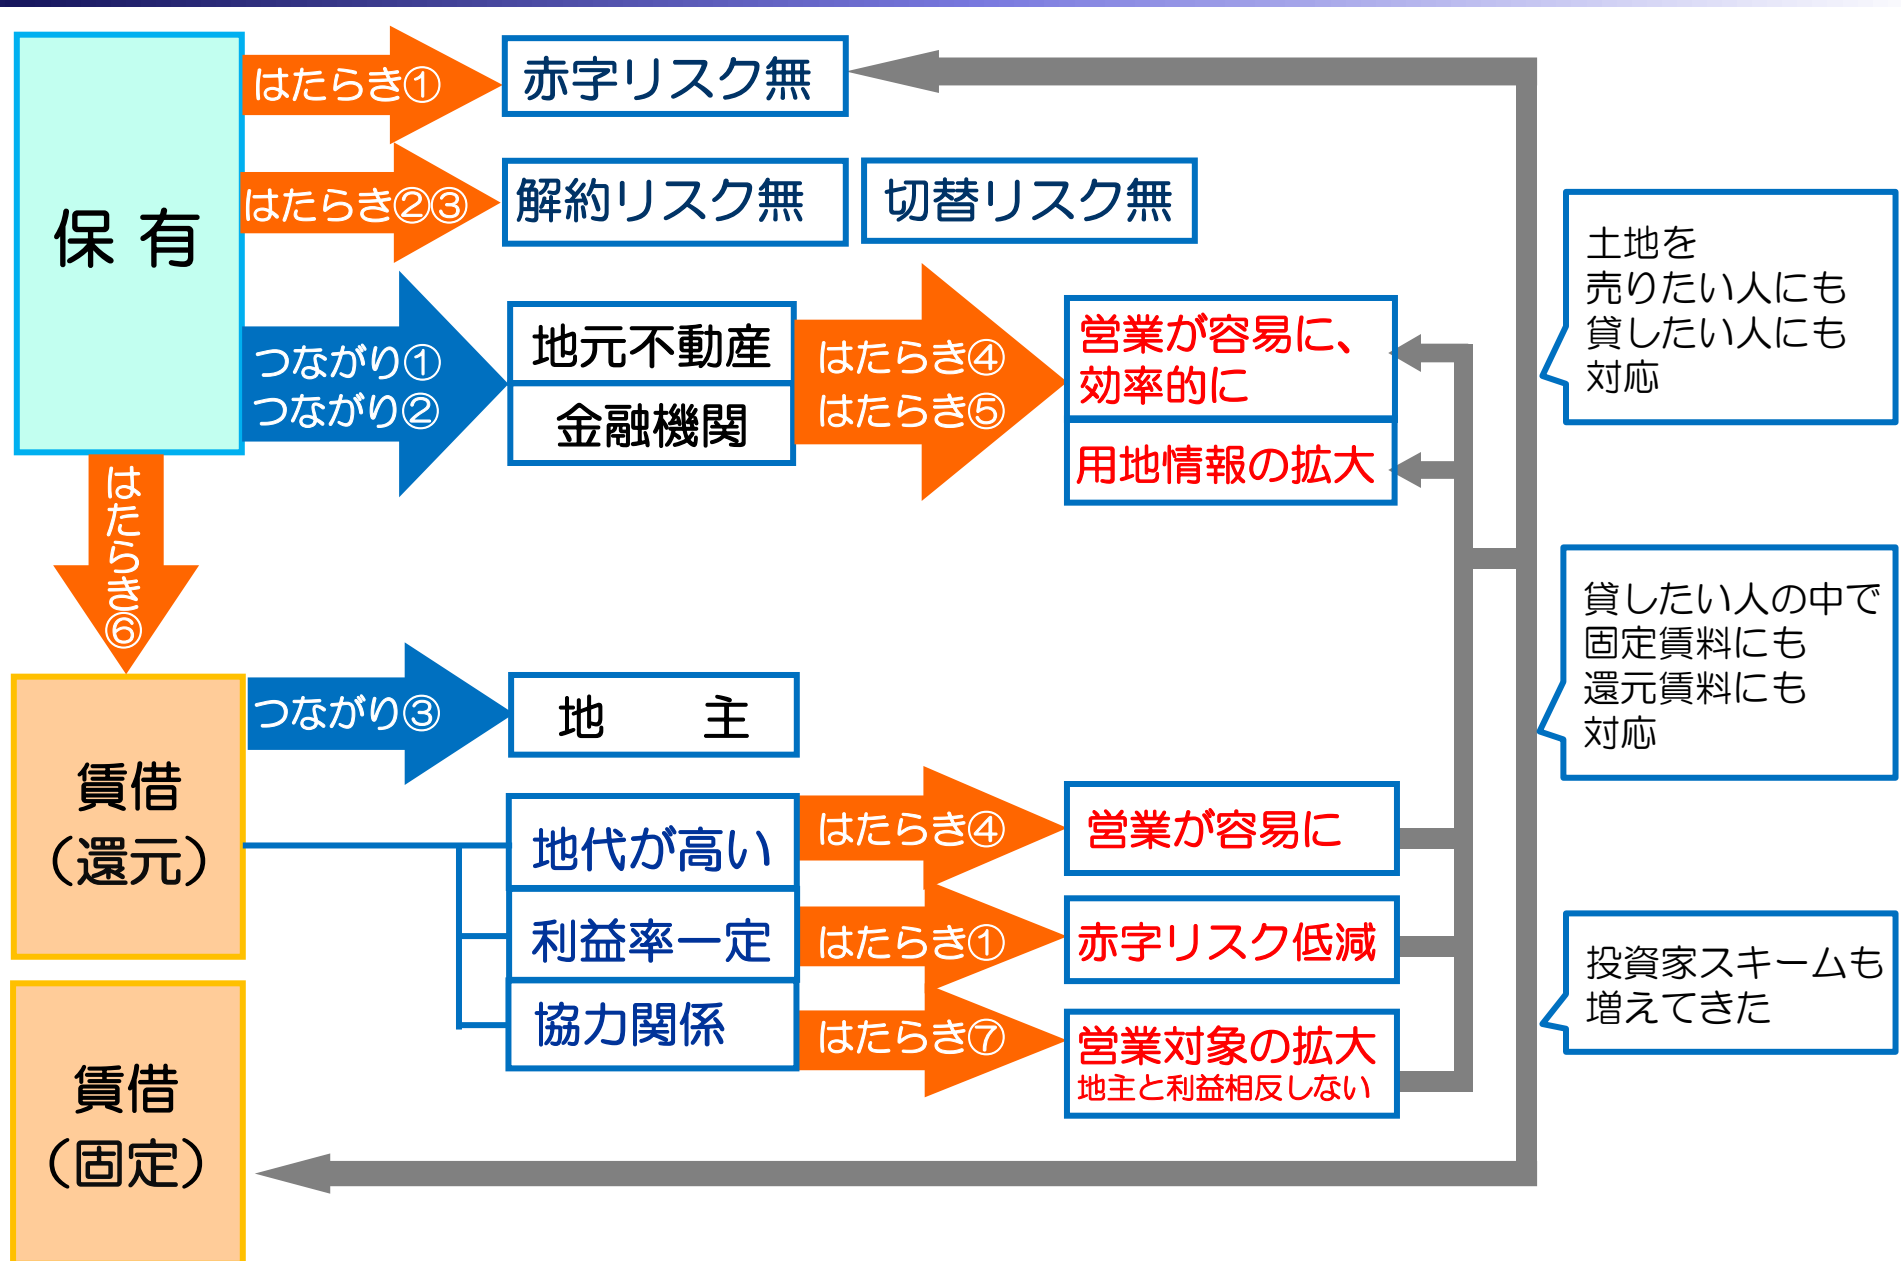 保 有
はたらき①
赤字リスク無
はたらき②③
解約リスク無
切替リスク無
つながり①
つながり②
地元不動産
金融機関
はたらき④
はたらき⑤
営業が容易に、
効率的に
用地情報の拡大
はたらき⑥
賃借
（還元）
つながり③
地 主
地代が高い
利益率一定
協力関係
はたらき④
営業が容易に
はたらき①
赤字リスク低減
はたらき⑦
営業対象の拡大
地主と利益相反しない
賃借
（固定）
土地を
売りたい人にも
貸したい人にも
対応
貸したい人の中で
固定賃料にも
還元賃料にも
対応
投資家スキームも
増えてきた